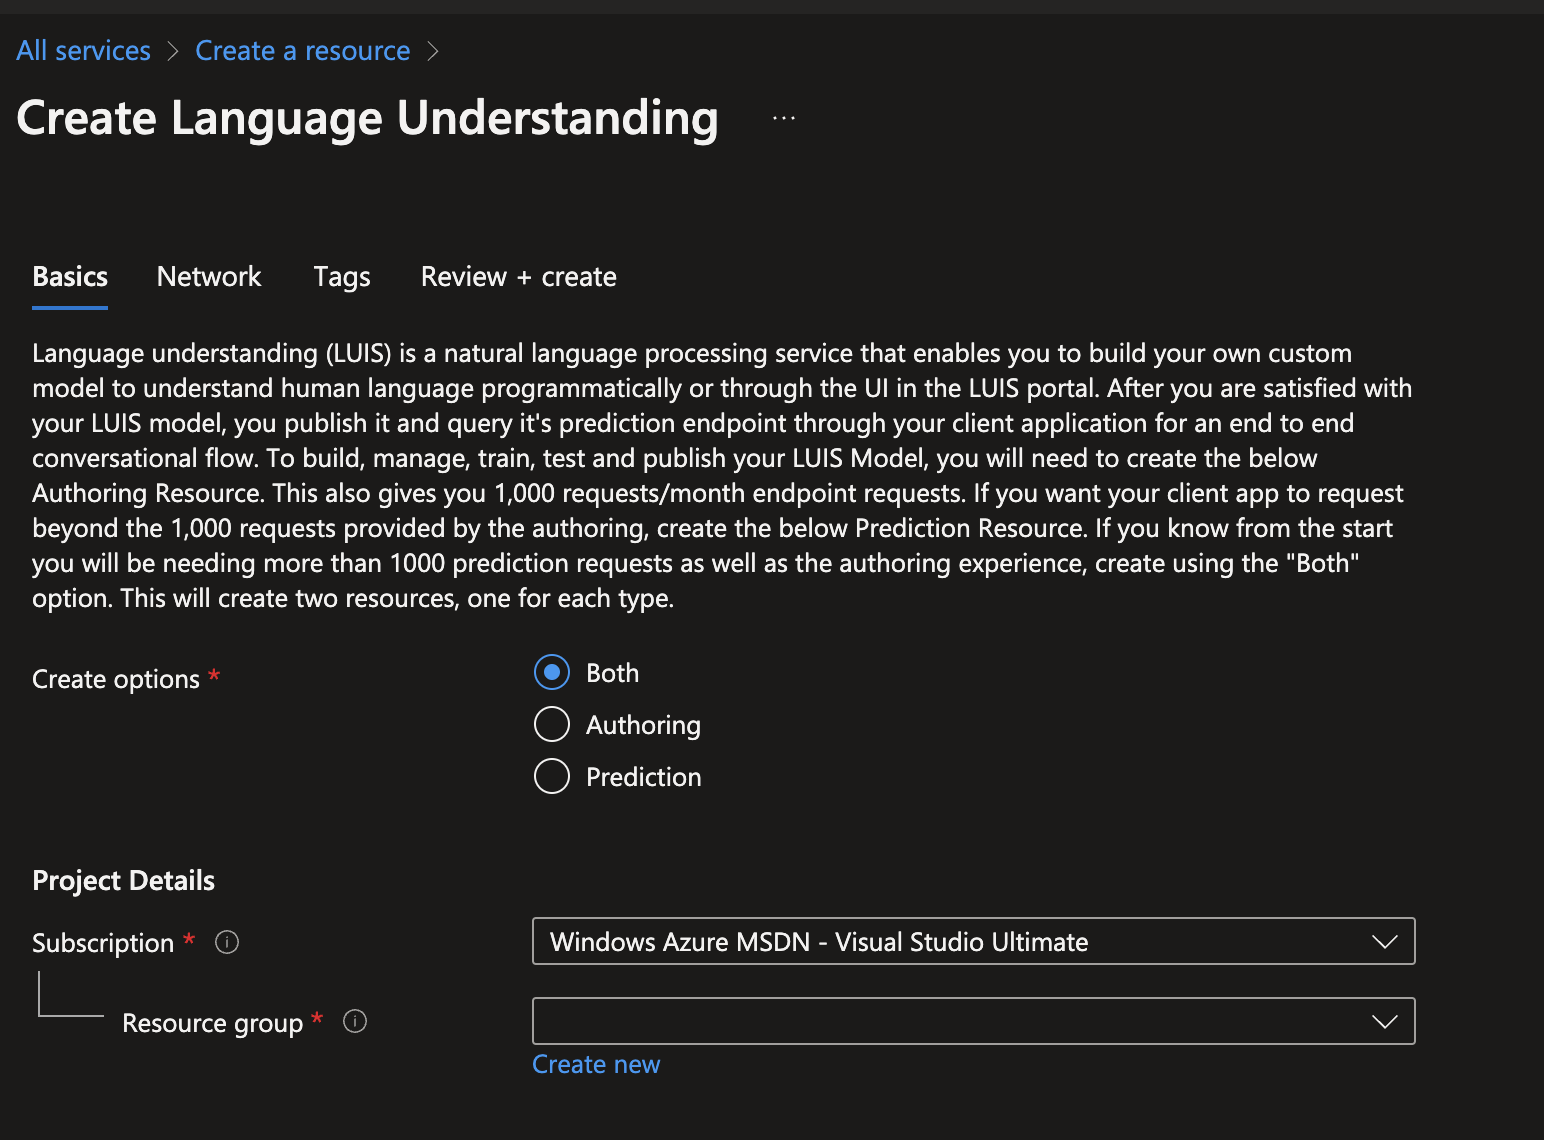 All services > Create a resource >
Create Language Understanding ...
Basics Network Tags Review + create
Language understanding (LUIS) is a natural language processing service that enables you to build your own custom
model to understand human language programmatically or through the UI in the LUIS portal. After you are satisfied with
your LUIS model, you publish it and query it's prediction endpoint through your client application for an end to end
conversational flow. To build, manage, train, test and publish your LUIS Model, you will need to create the below
Authoring Resource. This also gives you 1,000 requests/month endpoint requests. If you want your client app to request
beyond the 1,000 requests provided by the authoring, create the below Prediction Resource. If you know from the start
you will be needing more than 1000 prediction requests as well as the authoring experience, create using the "Both"
option. This will create two resources, one for each type.
Create options *
Both
Authoring
Prediction
Project Details
Subscription *
Windows Azure MSDN - Visual Studio Ultimate
Resource group *
Create new